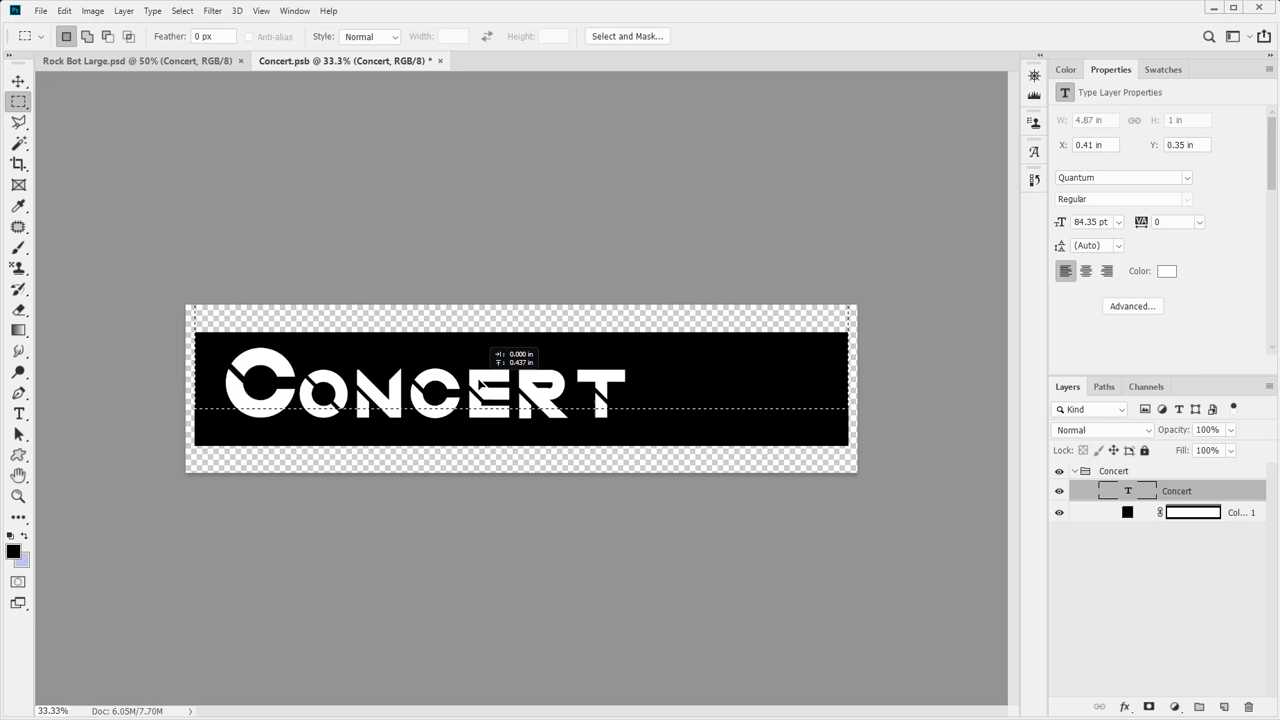 Ps File Edit Image Layer Type Select Filter 3D View Window Help
Feather: 0 px Anti-alias Style: Normal Width: Height: Select and Mask...
Rock Bot Large.psd @ 50% (Concert, RGB/8) × Concert.psb @ 33.3% (Concert, RGB/8) * ×
Color Properties Swatches
T Type Layer Properties
W: 4.87 in H: 1 in
X: 0.41 in Y: 0.35 in
Quantum
Regular
84.35 pt VA 0
(Auto)
Color:
Advanced...
0.000 in
0.437 in
Concert
Layers Paths Channels
Kind
Normal Opacity: 100%
Lock: Fill: 100%
Concert
T Concert
Col... 1
33.33% Doc: 6.05M/7.70M